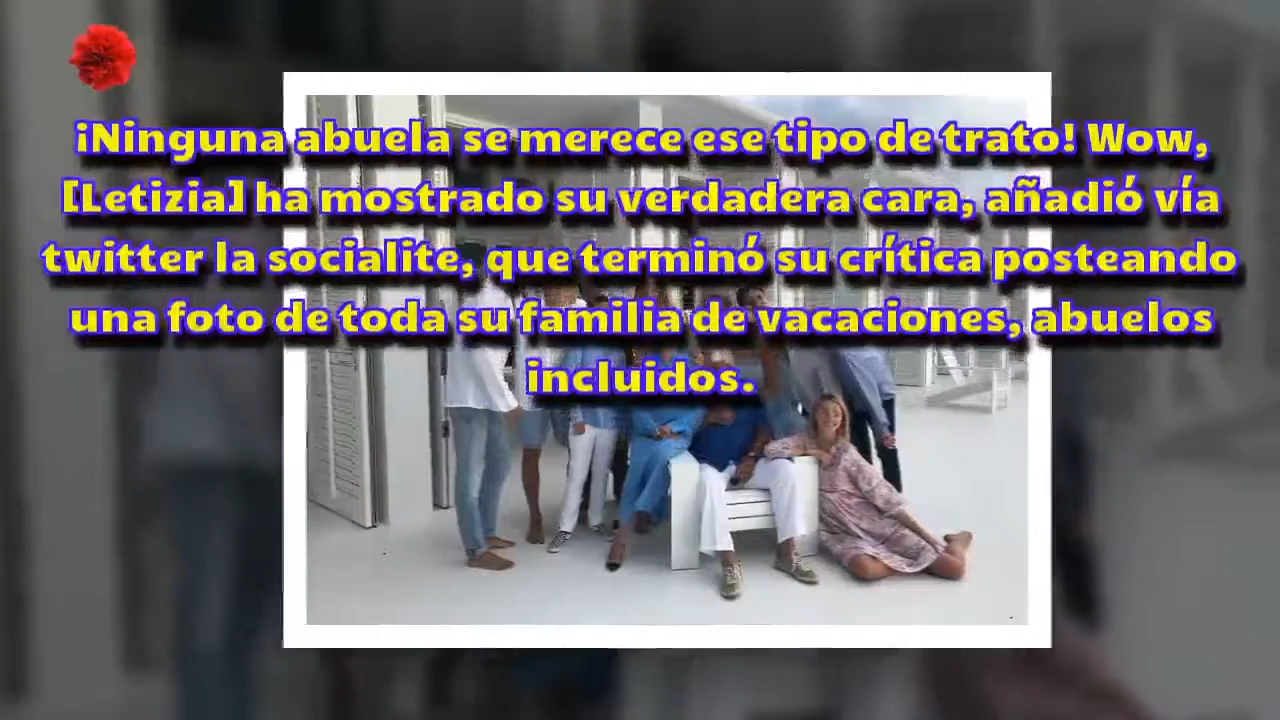 ¡Ninguna abuela se merece ese tipo de trato! Wow,
[Letizia] ha mostrado su verdadera cara, añadió vía
twitter la socialite, que terminó su crítica posteando
una foto de toda su familia de vacaciones, abuelos
incluidos.